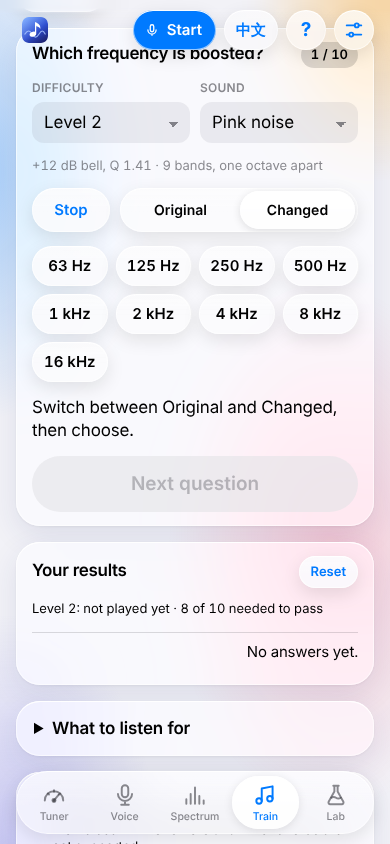 Start
中文
?
Which frequency is boosted?
1 / 10
DIFFICULTY
SOUND
Level 2
Pink noise
+12 dB bell, Q 1.41 · 9 bands, one octave apart
Stop
Original
Changed
63 Hz
125 Hz
250 Hz
500 Hz
1 kHz
2 kHz
4 kHz
8 kHz
16 kHz
Switch between Original and Changed,
then choose.
Next question
Your results
Reset
Level 2: not played yet · 8 of 10 needed to pass
No answers yet.
What to listen for
Tuner
Voice
Spectrum
Train
Lab